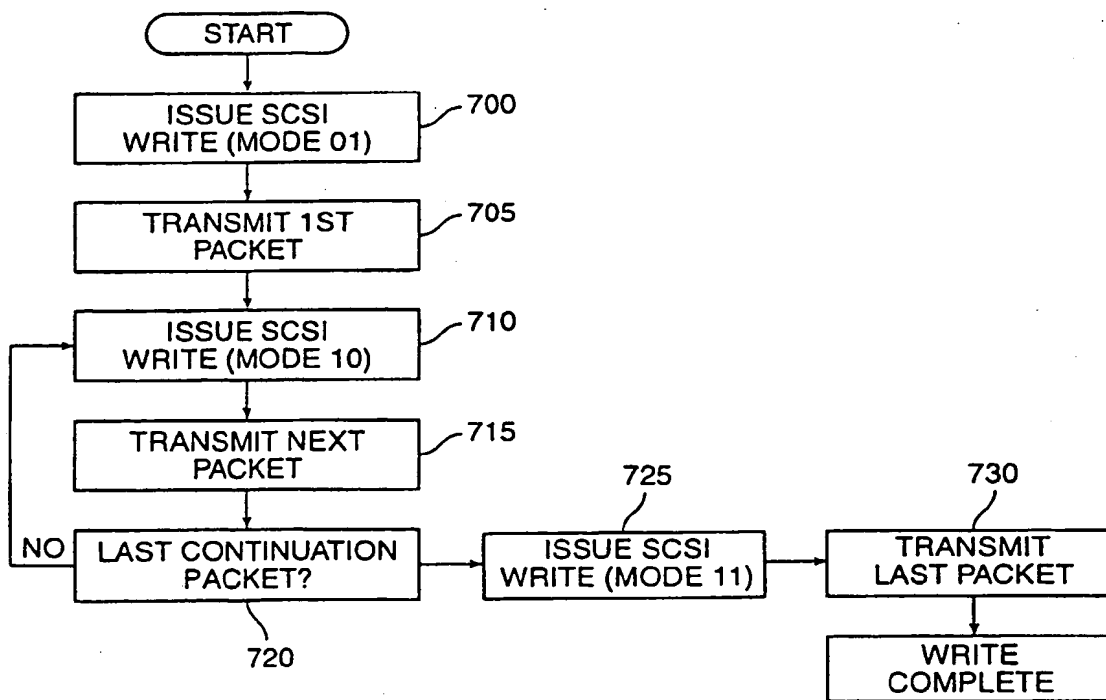 START
ISSUE SCSI
WRITE (MODE 01)
700
TRANSMIT 1ST
PACKET
705
ISSUE SCSI
WRITE (MODE 10)
710
TRANSMIT NEXT
PACKET
715
NO
LAST CONTINUATION
PACKET?
720
725
ISSUE SCSI
WRITE (MODE 11)
730
TRANSMIT
LAST PACKET
WRITE
COMPLETE